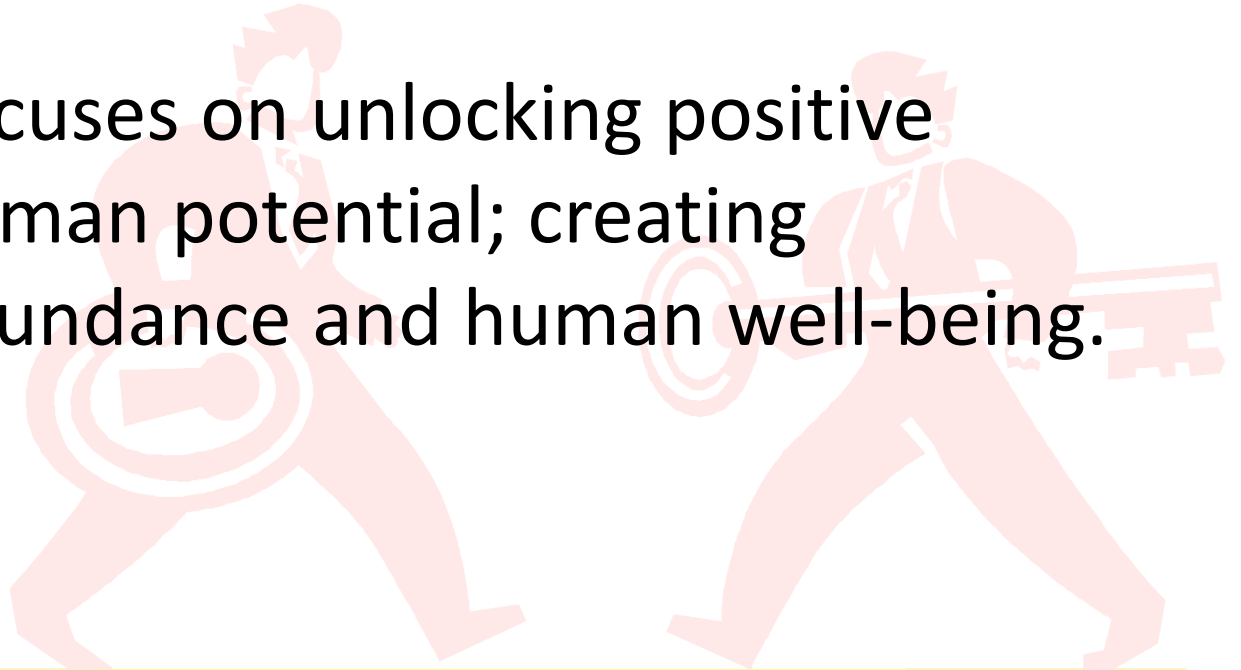 cuses on unlocking positive
man potential; creating
undance and human well-being.